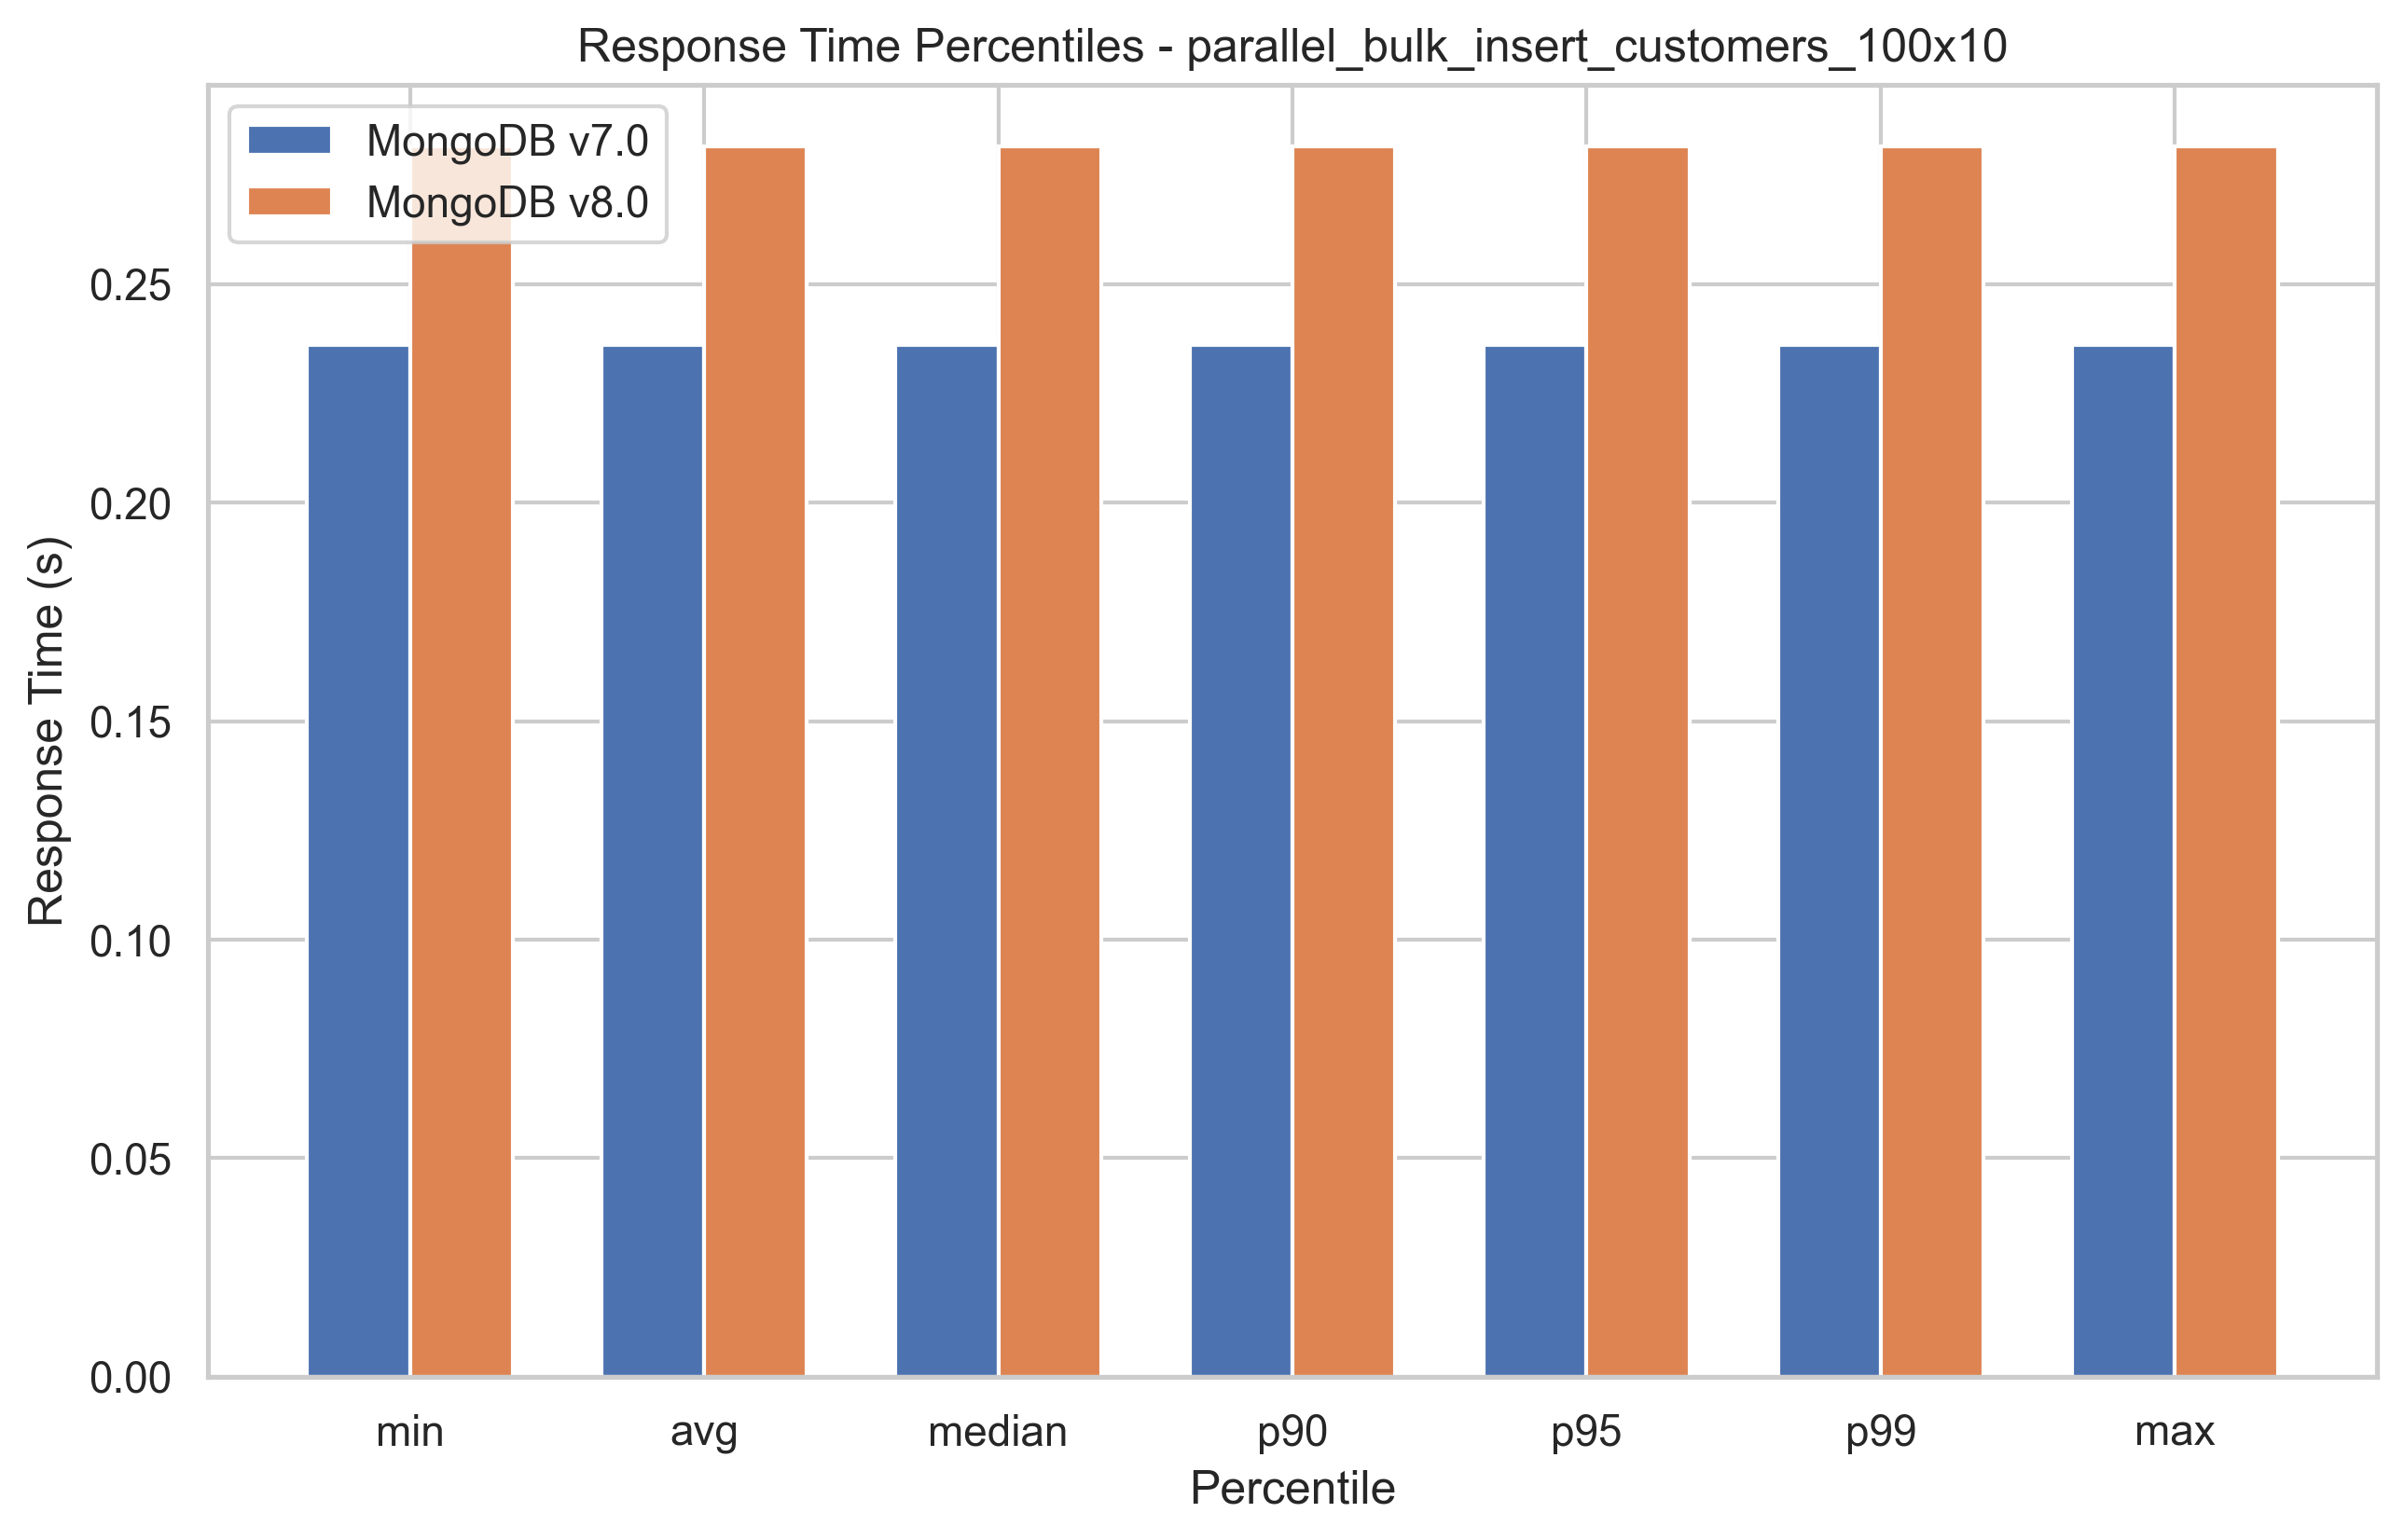 Response Time Percentiles - parallel_bulk_insert_customers_100x10
MongoDB v7.0
MongoDB v8.0
Response Time (s)
0.25
0.20
0.15
0.10
0.05
0.00
min avg median p90 p95 p99 max
Percentile